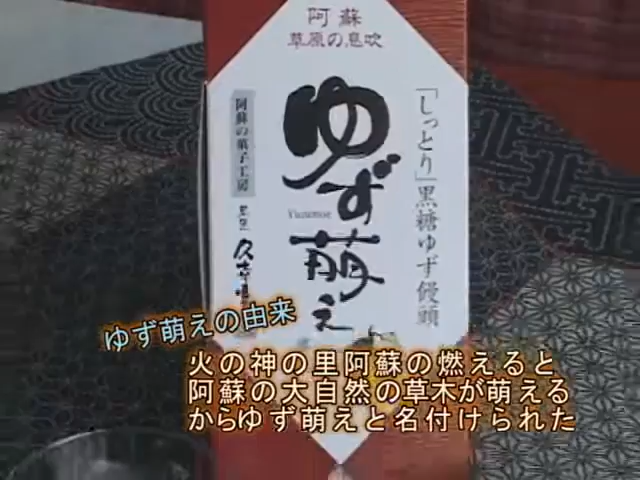 阿蘇
草原の息吹
「しっとり」黒糖ゆず饅頭
ゆず萌え
Yuzumoe
阿蘇の菓子工房
ゆず萌えの由来
火の神の里阿蘇の燃えると
阿蘇の大自然の草木が萌える
からゆず萌えと名付けられた